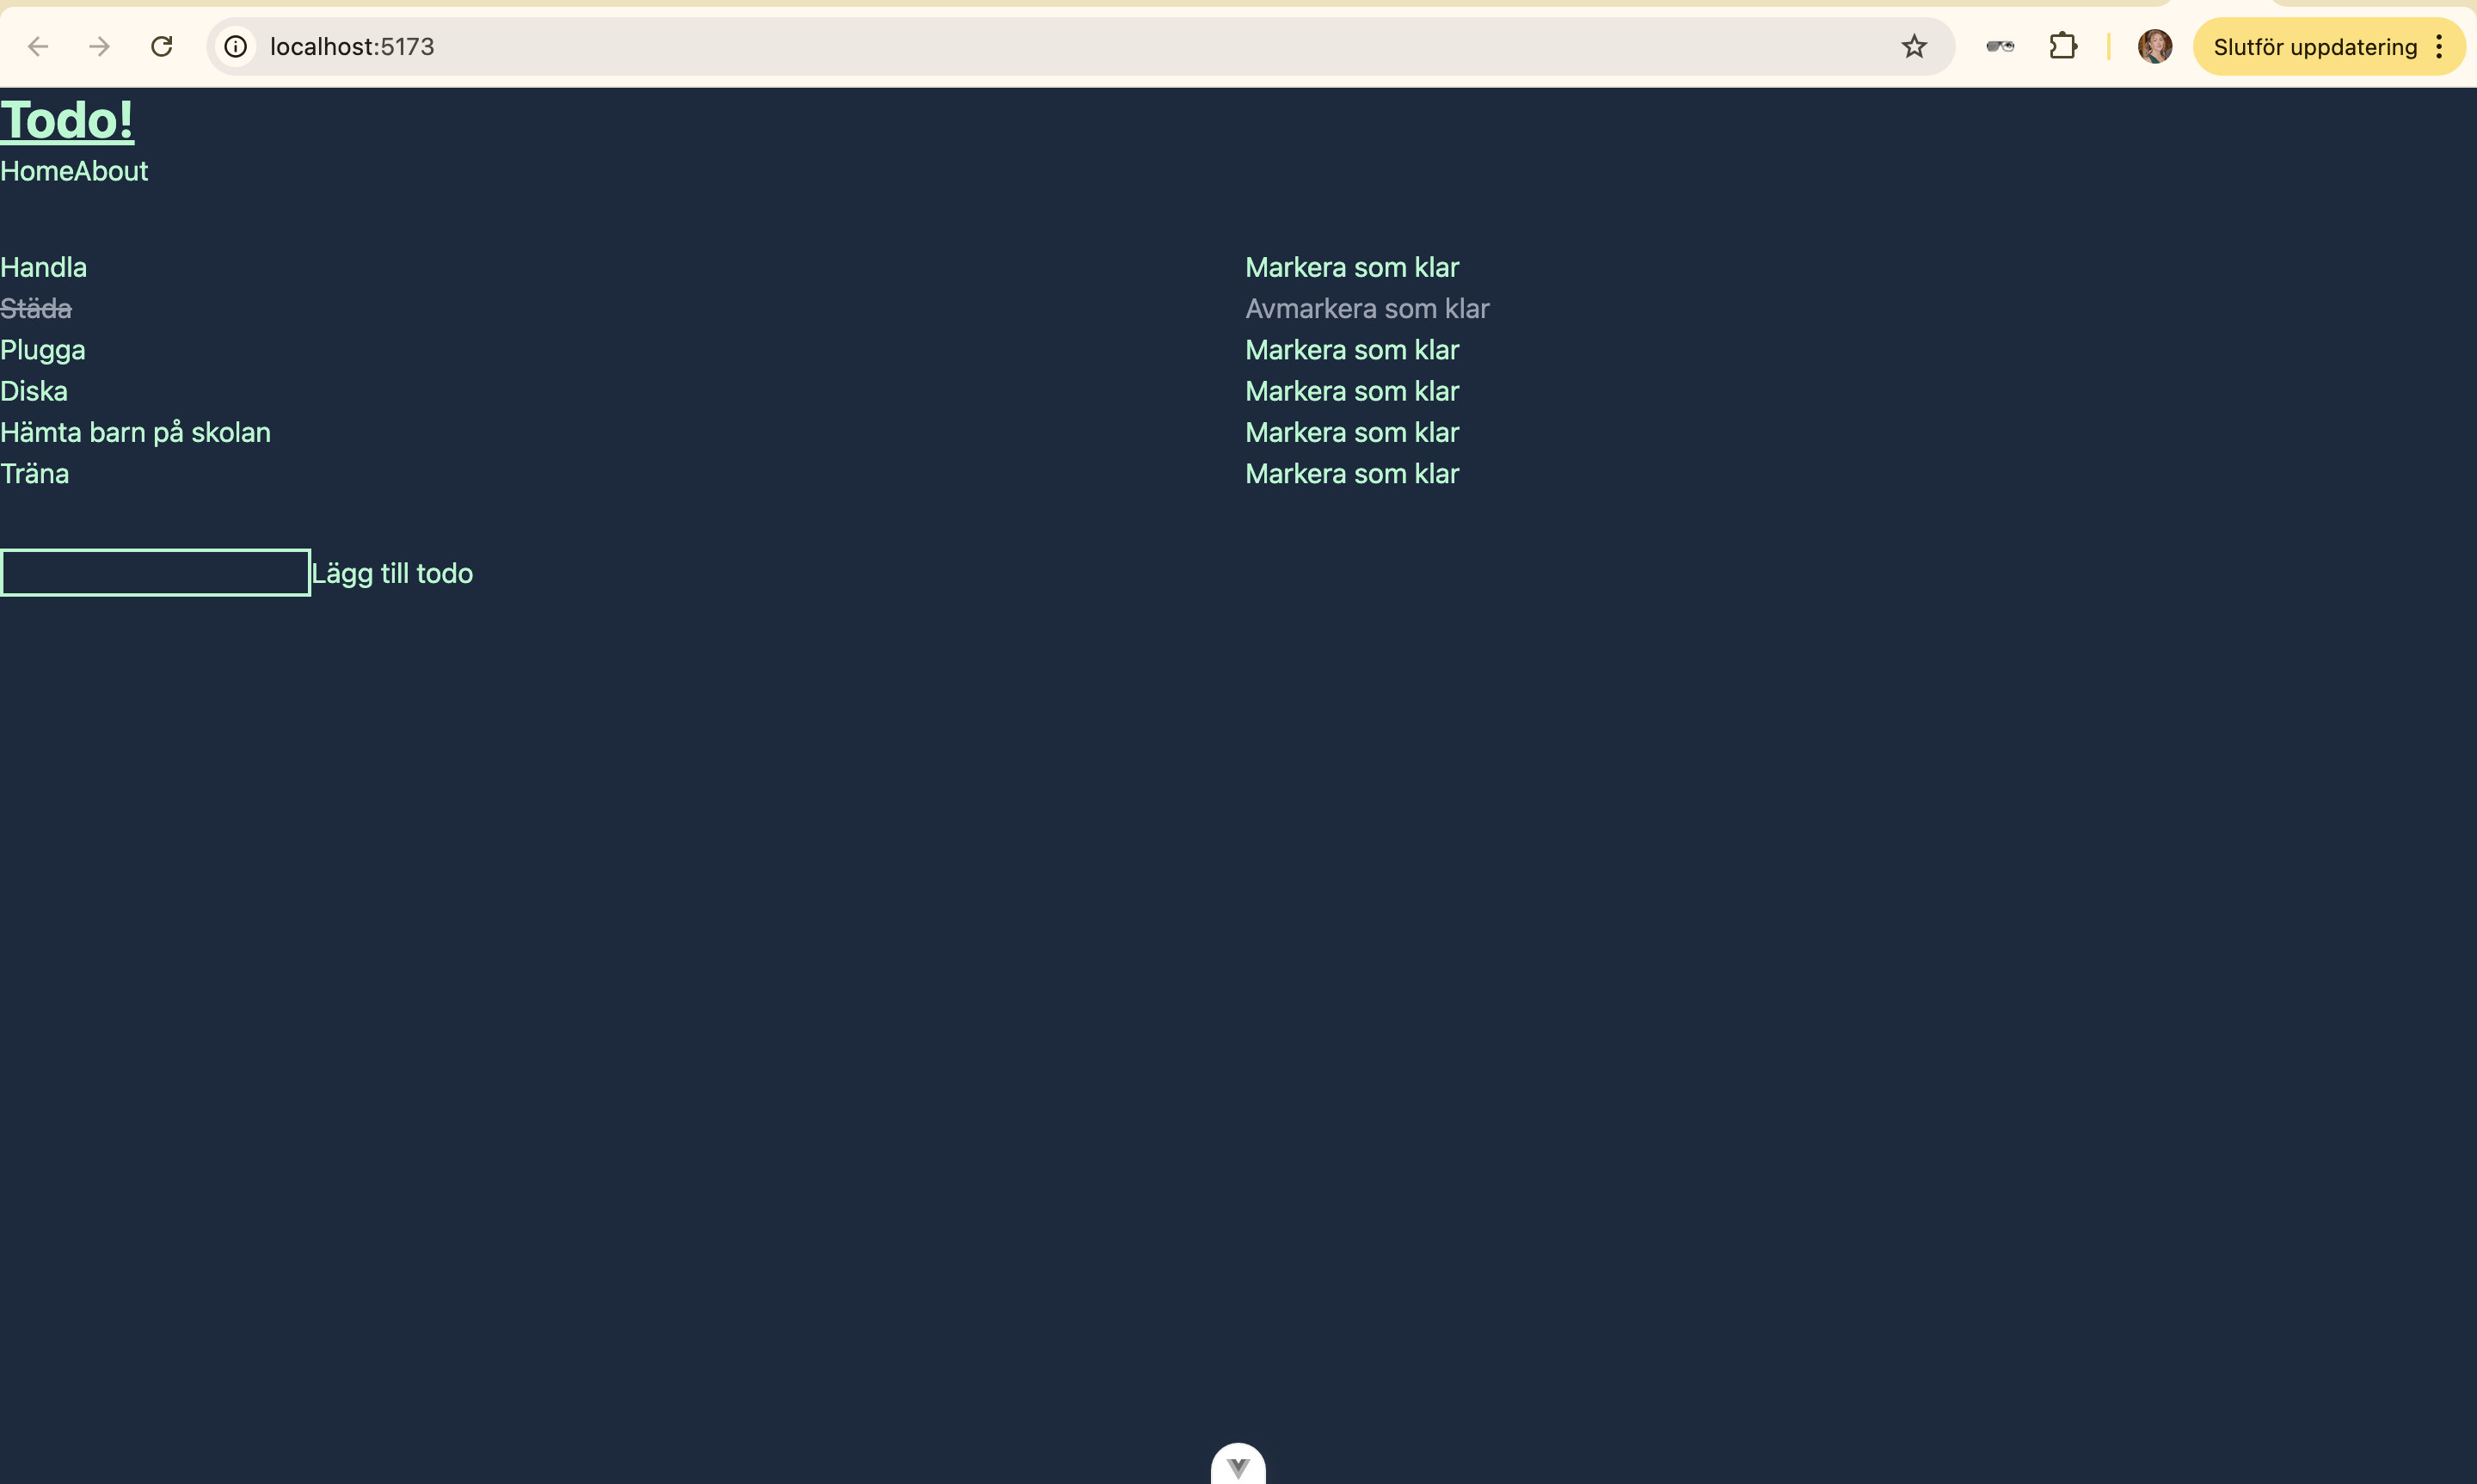 localhost:5173
Slutför uppdatering
Todo!
HomeAbout
Handla Markera som klar
Städa Avmarkera som klar
Plugga Markera som klar
Diska Markera som klar
Hämta barn på skolan Markera som klar
Träna Markera som klar
Lägg till todo